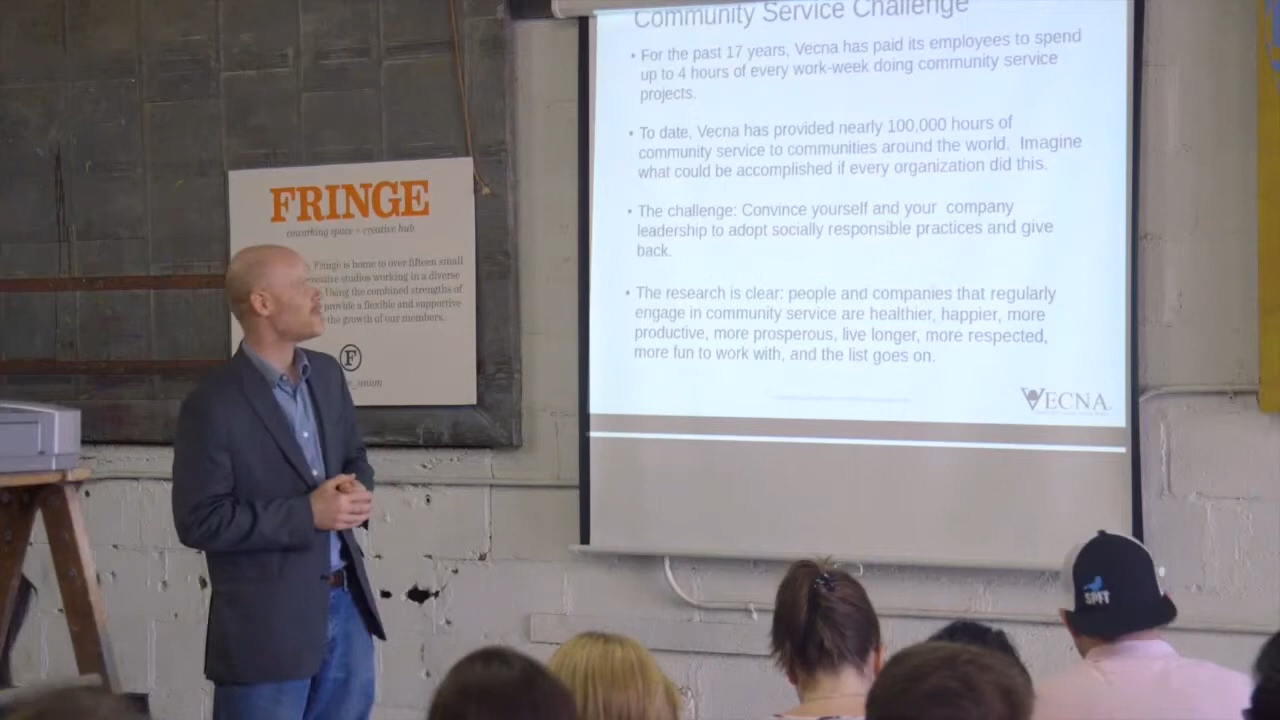 Community Service Challenge
• For the past 17 years, Vecna has paid its employees to spend
up to 4 hours of every work-week doing community service
projects.
• To date, Vecna has provided nearly 100,000 hours of
community service to communities around the world. Imagine
what could be accomplished if every organization did this.
• The challenge: Convince yourself and your company
leadership to adopt socially responsible practices and give
back.
• The research is clear: people and companies that regularly
engage in community service are healthier, happier, more
productive, more prosperous, live longer, more respected,
more fun to work with, and the list goes on.
VECNA
FRINGE
coworking space + creative hub
Fringe is home to over fifteen small
creative studios working in a diverse
Using the combined strengths of
provide a flexible and supportive
the growth of our members.
F
_union
SPFT